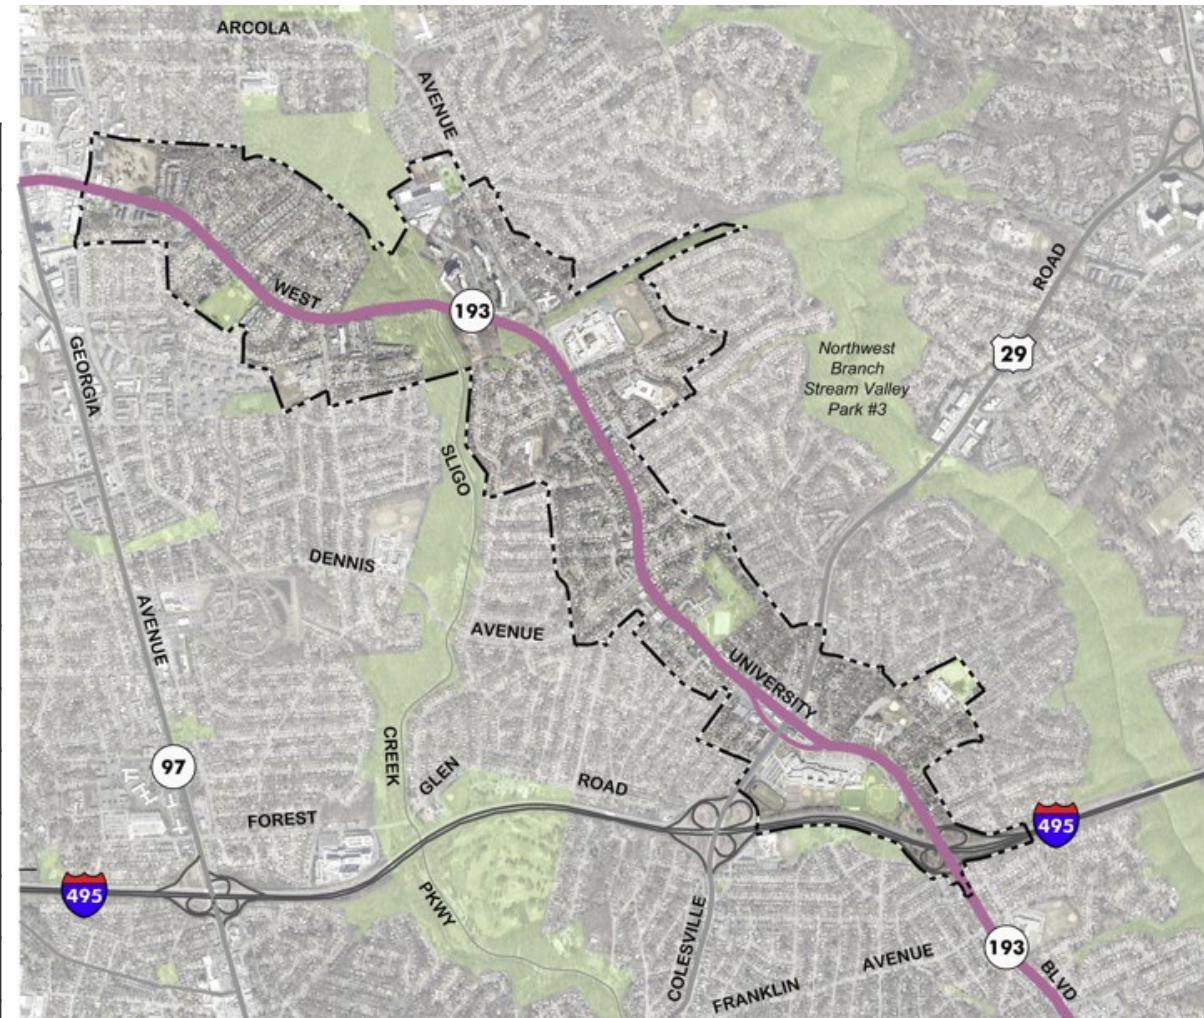 ARCOLA
AVENUE
WEST
193
GEORGIA
ROAD
29
Northwest
Branch
Stream Valley
Park #3
SLIGO
DENNIS
AVENUE
AVENUE
UNIVERSITY
CREEK
GLEN
ROAD
97
FOREST
495
495
PKWY
COLESVILLE
193
AVENUE
FRANKLIN
BLVD